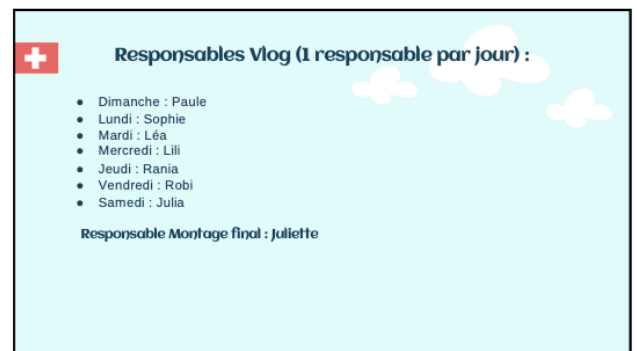 Responsables Vlog (1 responsable par jour) :
● Dimanche : Paule
● Lundi : Sophie
● Mardi : Léa
● Mercredi : Lili
● Jeudi : Rania
● Vendredi : Robi
● Samedi : Julia
Responsable Montage final : Juliette